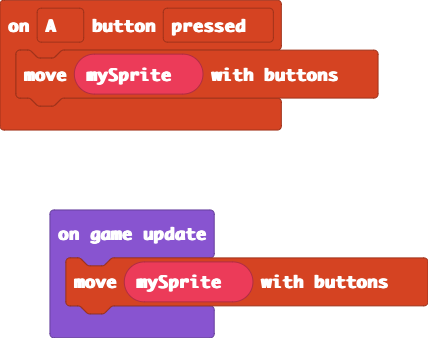 on A button pressed
move mySprite with buttons
on game update
move mySprite with buttons